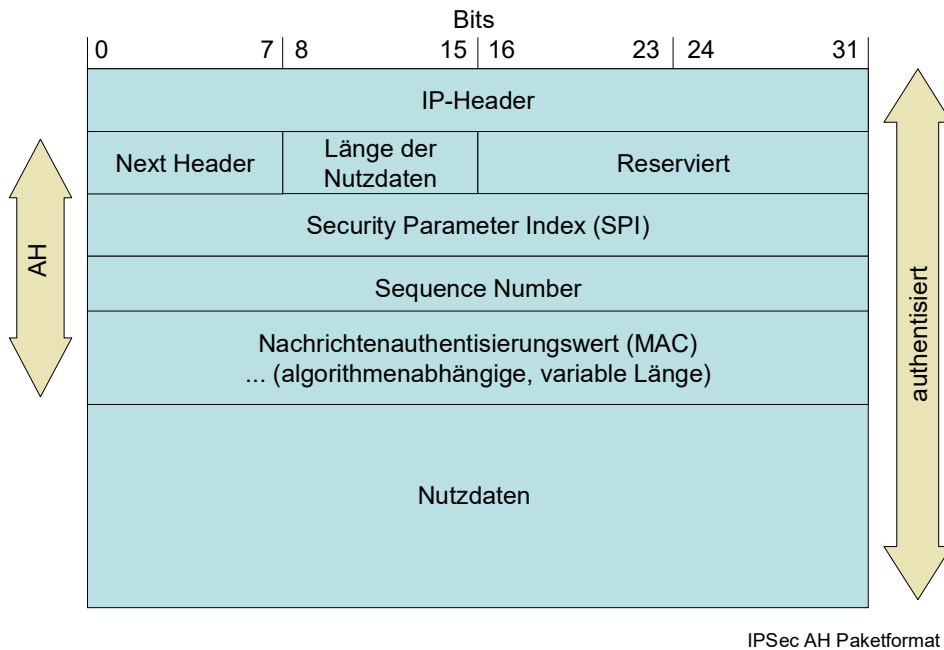 Bits
0 7 8 15 16 23 24 31
IP-Header
Next Header
Länge der
Nutzdaten
Reserviert
Security Parameter Index (SPI)
Sequence Number
Nachrichtenauthentisierungswert (MAC)
... (algorithmenabhängige, variable Länge)
Nutzdaten
AH
authentisiert
IPSec AH Paketformat